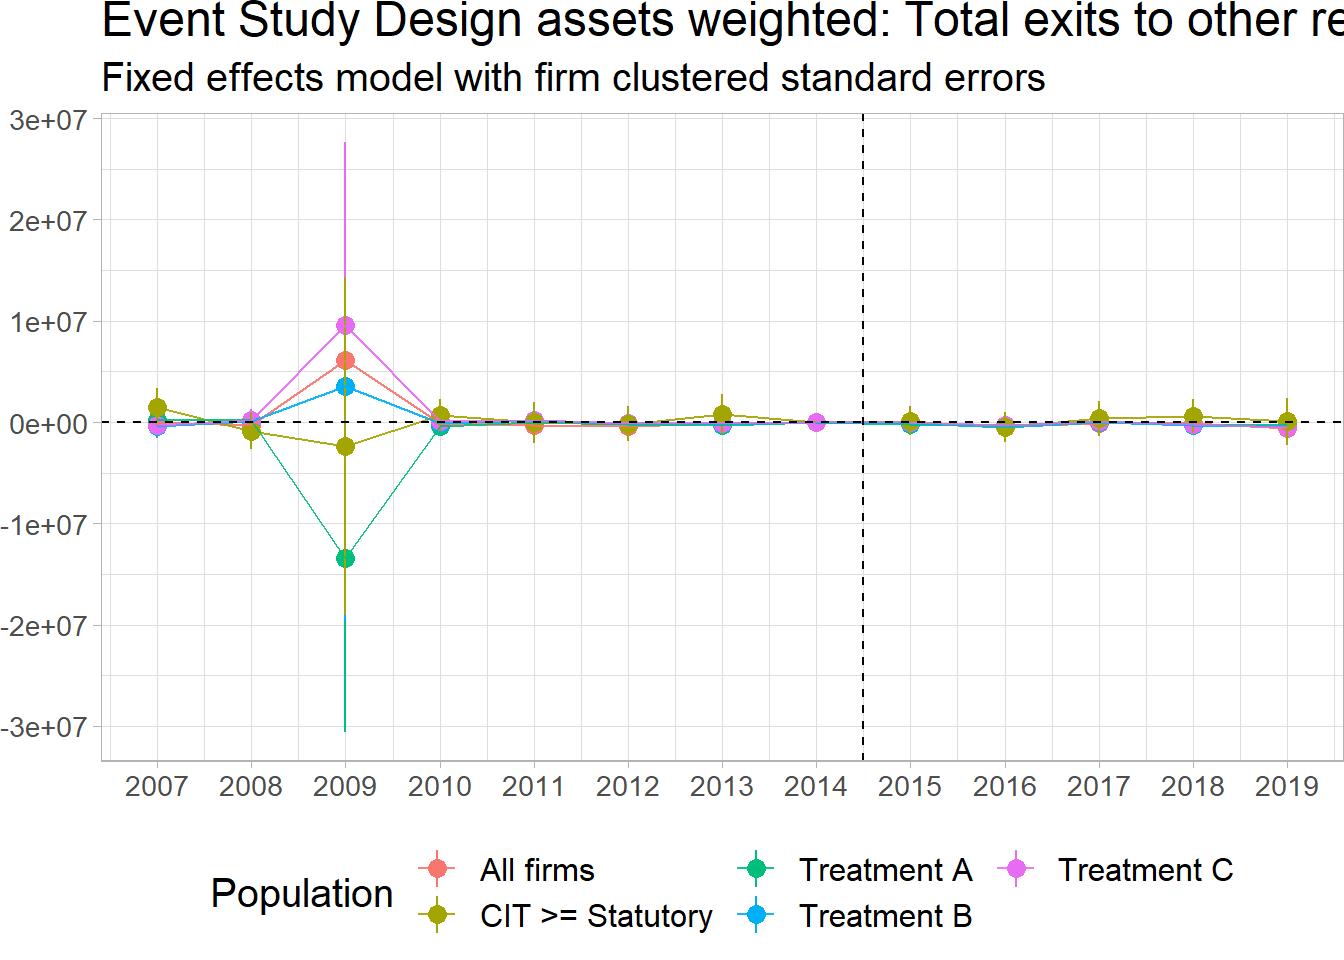 Event Study Design assets weighted: Total exits to other re
Fixed effects model with firm clustered standard errors
3e+07
2e+07
1e+07
0e+00
-1e+07
-2e+07
-3e+07
2007 2008 2009 2010 2011 2012 2013 2014 2015 2016 2017 2018 2019
Population
All firms
CIT >= Statutory
Treatment A
Treatment B
Treatment C